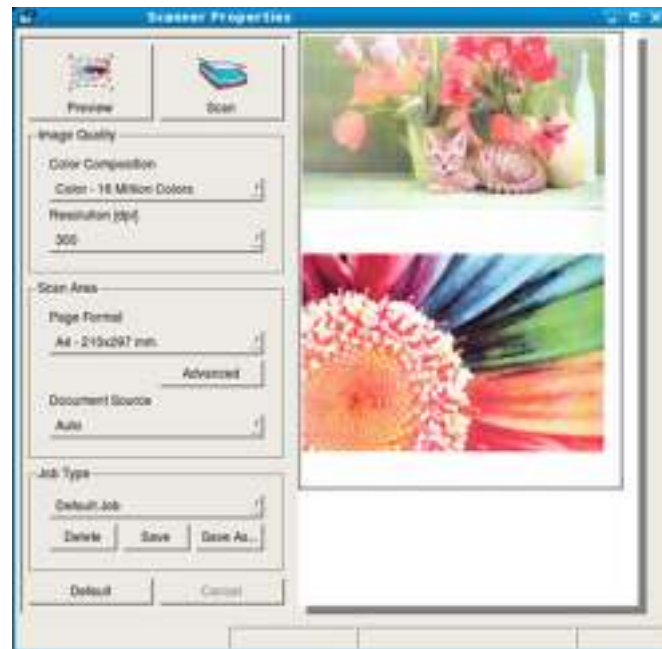 Scanner Properties
Preview
Scan
Image Quality
Color Composition
Color - 16 Million Colors
Resolution [dpi]
300
Scan Area
Page Format
A4 - 210x297 mm
Advanced
Document Source
Auto
Job Type
Default Job
Delete
Save
Save As...
Default
Cancel